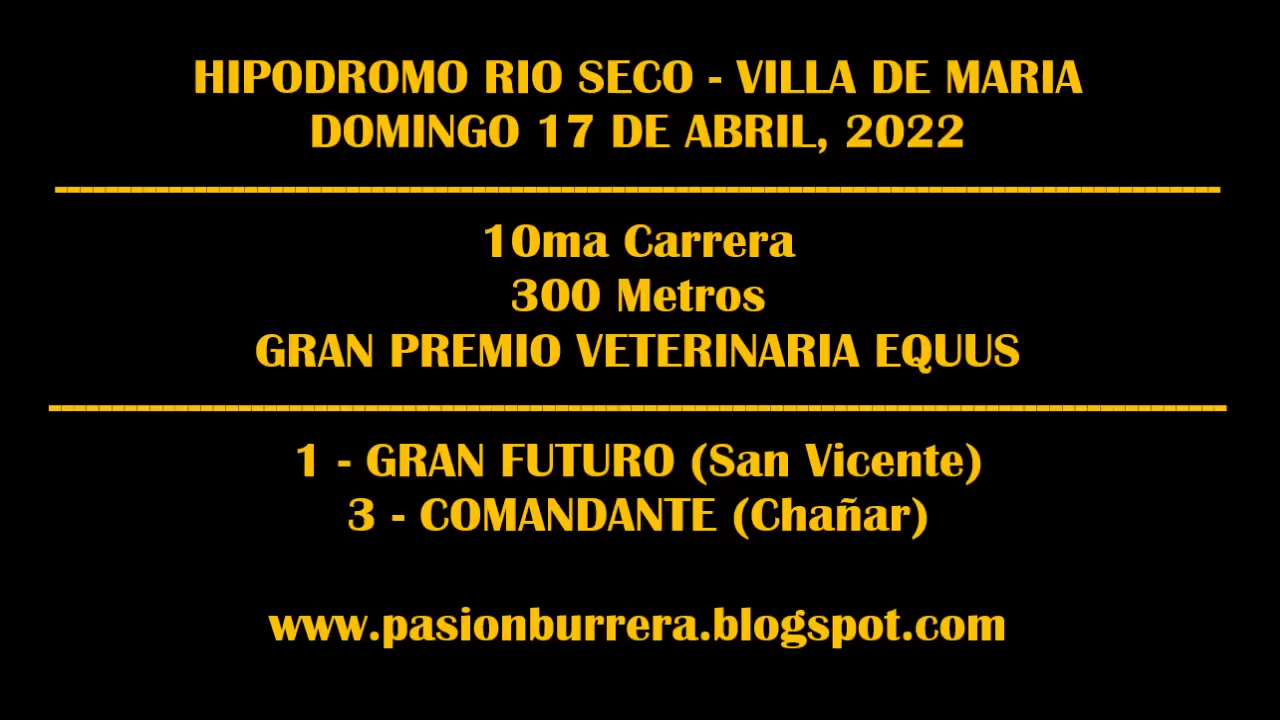 HIPODROMO RIO SECO - VILLA DE MARIA
DOMINGO 17 DE ABRIL, 2022
10ma Carrera
300 Metros
GRAN PREMIO VETERINARIA EQUUS
1 - GRAN FUTURO (San Vicente)
3 - COMANDANTE (Chañar)
www.pasionburrera.blogspot.com